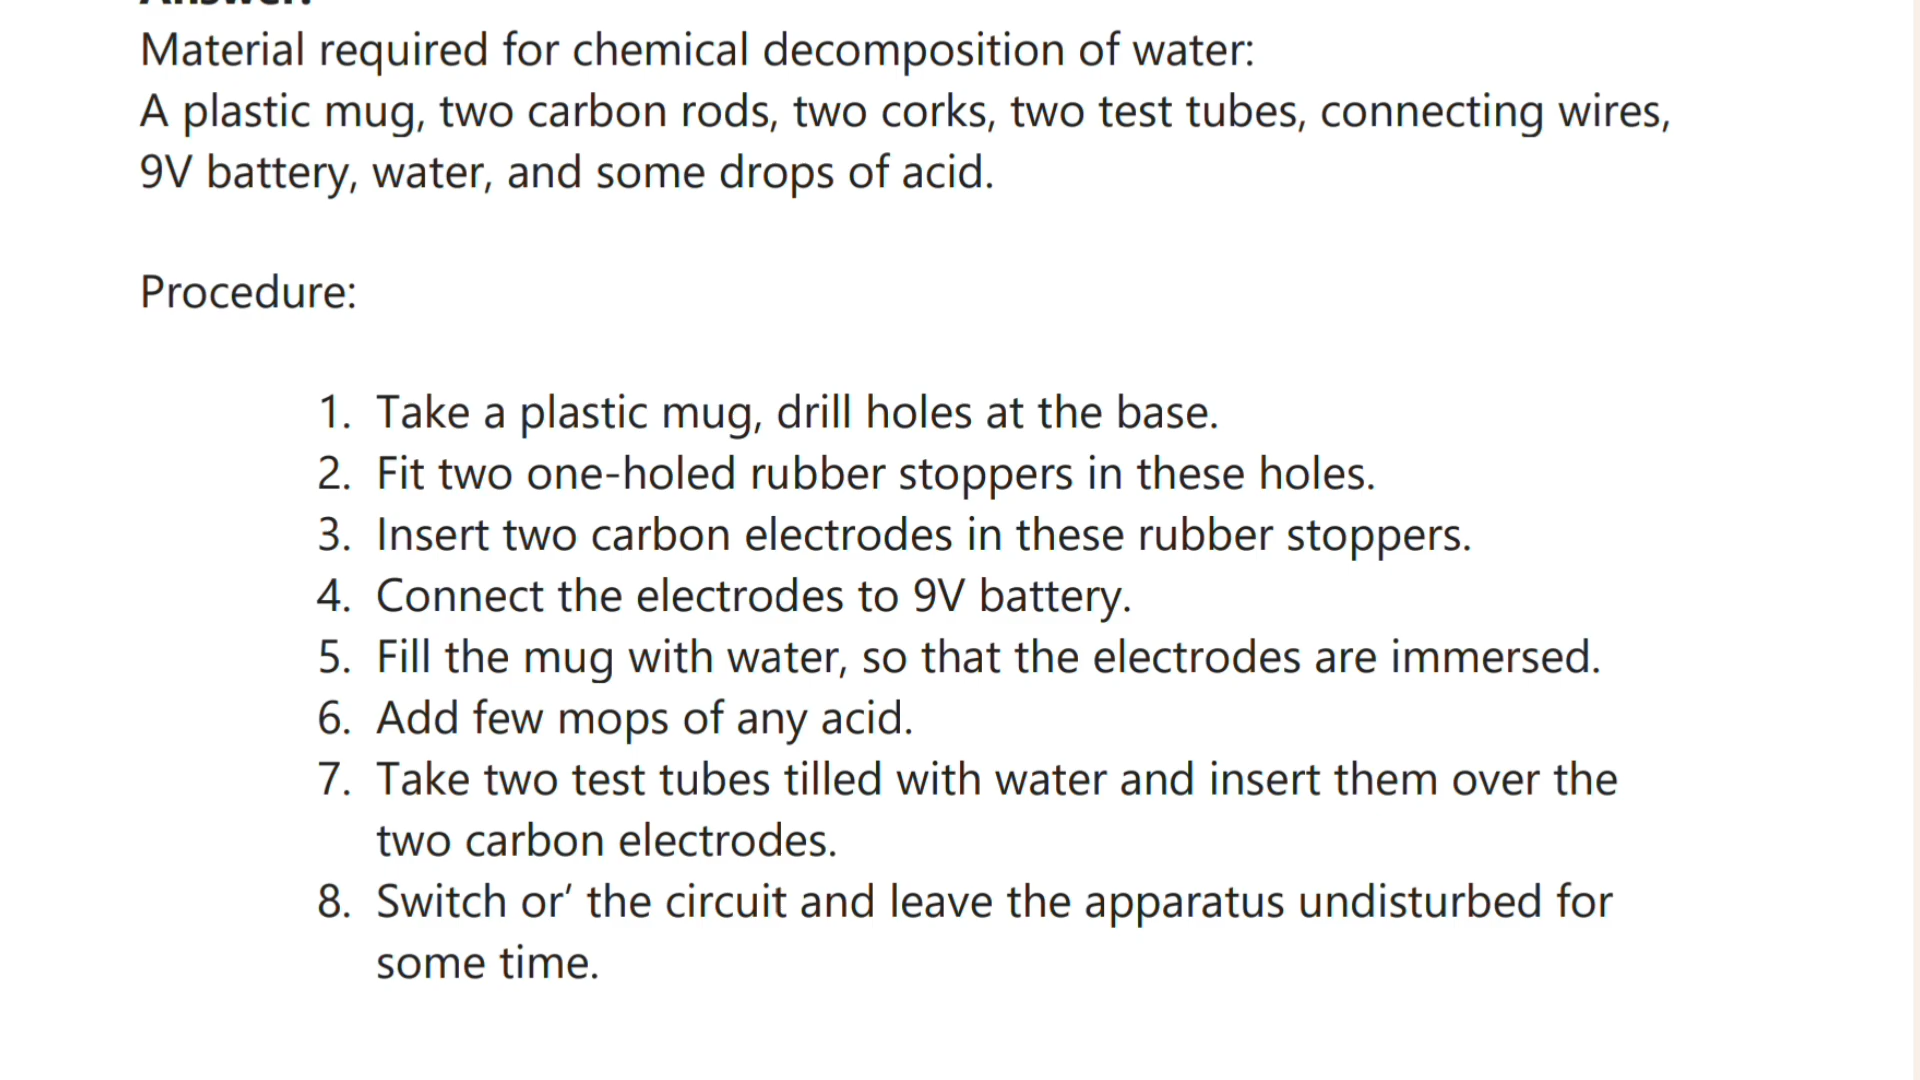 Answer:
Material required for chemical decomposition of water:
A plastic mug, two carbon rods, two corks, two test tubes, connecting wires,
9V battery, water, and some drops of acid.
Procedure:
1. Take a plastic mug, drill holes at the base.
2. Fit two one-holed rubber stoppers in these holes.
3. Insert two carbon electrodes in these rubber stoppers.
4. Connect the electrodes to 9V battery.
5. Fill the mug with water, so that the electrodes are immersed.
6. Add few mops of any acid.
7. Take two test tubes tilled with water and insert them over the
two carbon electrodes.
8. Switch or′ the circuit and leave the apparatus undisturbed for
some time.